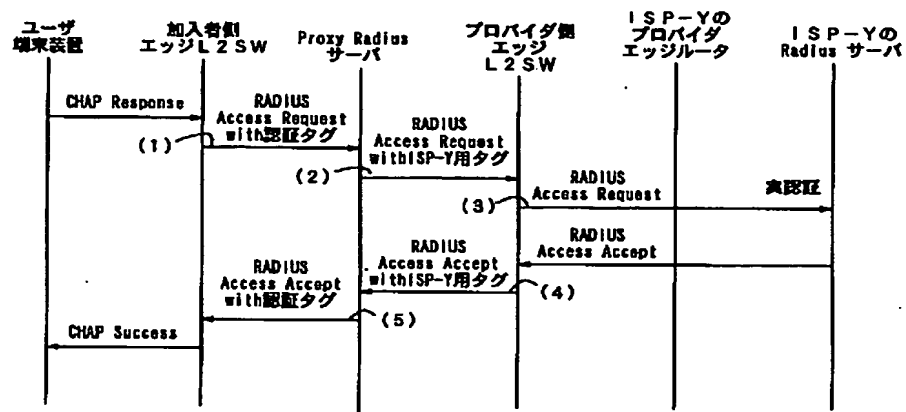 ユーザ
端末装置
加入者側
エッジL2SW
Proxy Radius
サーバ
プロバイダ側
エッジ
L2SW
ISP-Yの
プロバイダ
エッジルータ
ISP-Yの
Radius サーバ
CHAP Response
RADIUS
Access Request
with認証タグ
(1)
RADIUS
Access Request
withISP-Y用タグ
(2)
RADIUS
Access Request
(3)
実認証
RADIUS
Access Accept
RADIUS
Access Accept
withISP-Y用タグ
(4)
RADIUS
Access Accept
with認証タグ
(5)
CHAP Success